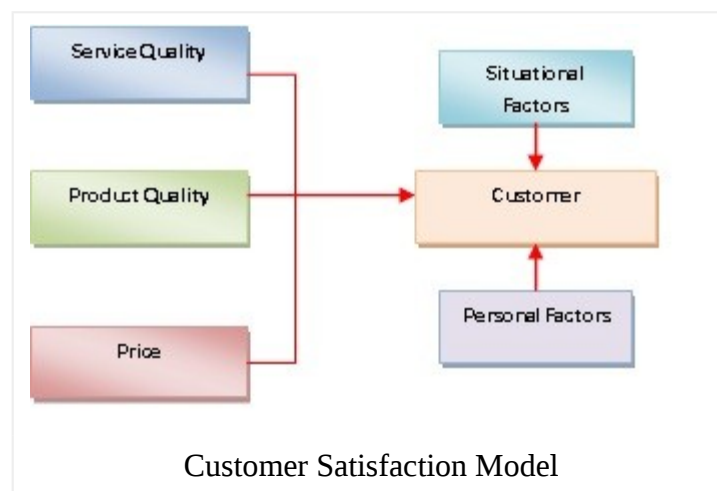 Service Quality
Situational
Factors
Product Quality
Customer
Personal Factors
Price
Customer Satisfaction Model